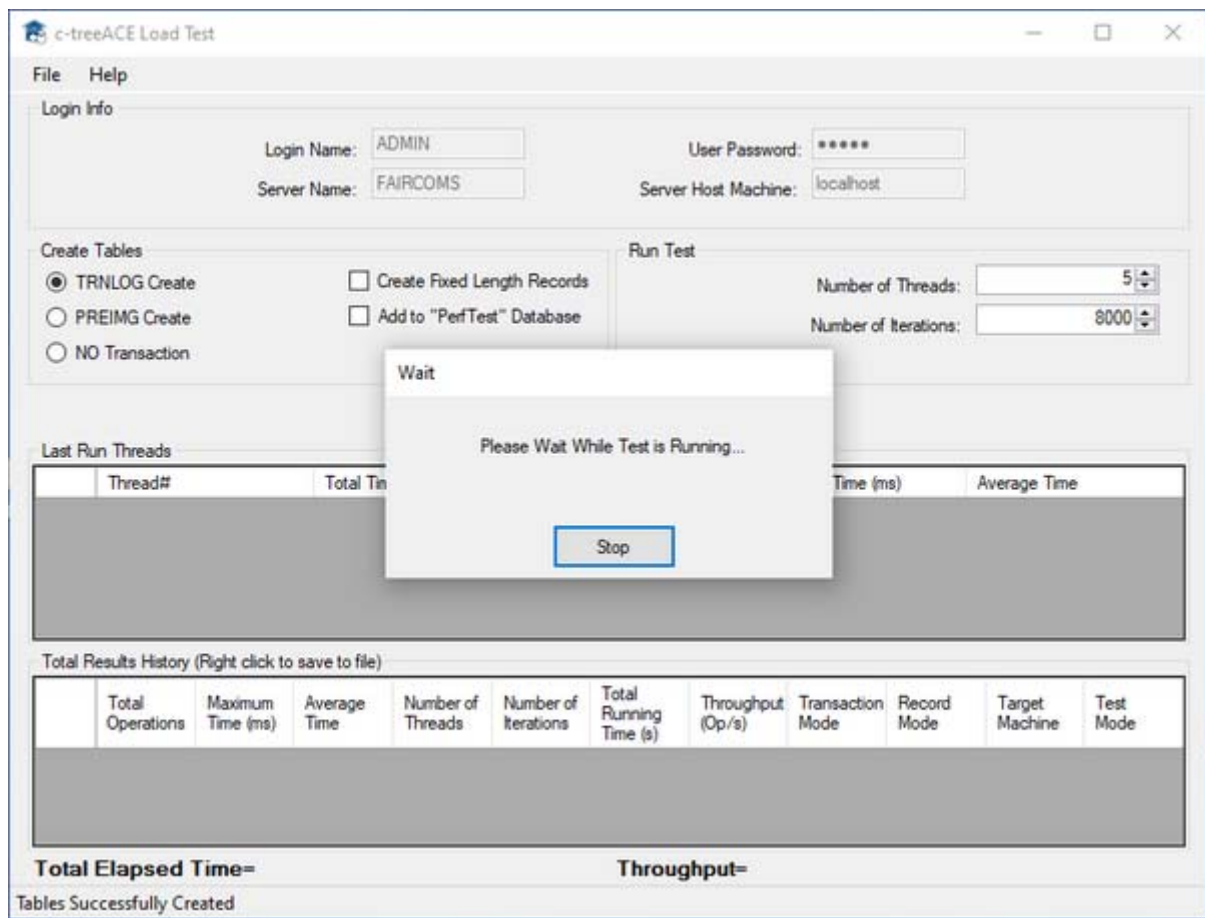 c-treeACE Load Test
File Help
Login Info
Login Name: ADMIN User Password: •••••
Server Name: FAIRCOMS Server Host Machine: localhost
Create Tables Run Test
TRNLOG Create Create Fixed Length Records Number of Threads: 5
PREIMG Create Add to "PerfTest" Database Number of Iterations: 8000
NO Transaction
Wait
Please Wait While Test is Running...
Stop
Last Run Threads
Thread# Total Time (ms) Average Time
Total Results History (Right click to save to file)
Total Operations Maximum Time (ms) Average Time Number of Threads Number of Iterations Total Running Time (s) Throughput (Op/s) Transaction Mode Record Mode Target Machine Test Mode
Total Elapsed Time= Throughput=
Tables Successfully Created